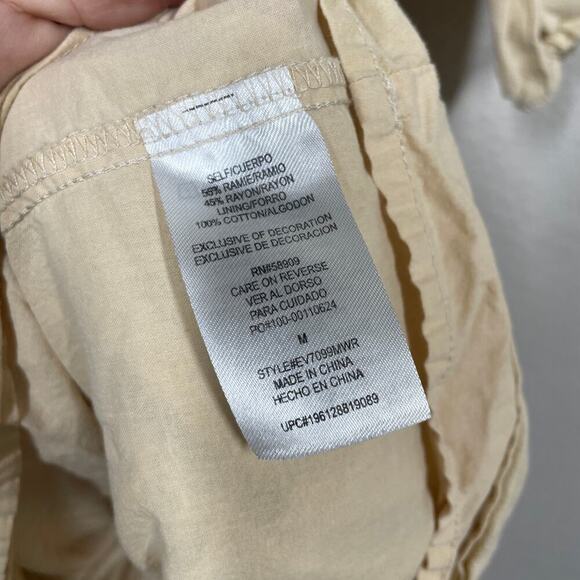 SELF/CUERPO
55% RAMIE/RAMIO
45% RAYON/RAYON
LINING/FORRO
100% COTTON/ALGODON
EXCLUSIVE OF DECORATION
EXCLUSIVE DE DECORACION
RN#58909
CARE ON REVERSE
VER AL DORSO
PARA CUIDADO
PO#100-00110624
M
STYLE#EV7099MWR
MADE IN CHINA
HECHO EN CHINA
UPC#196128819089